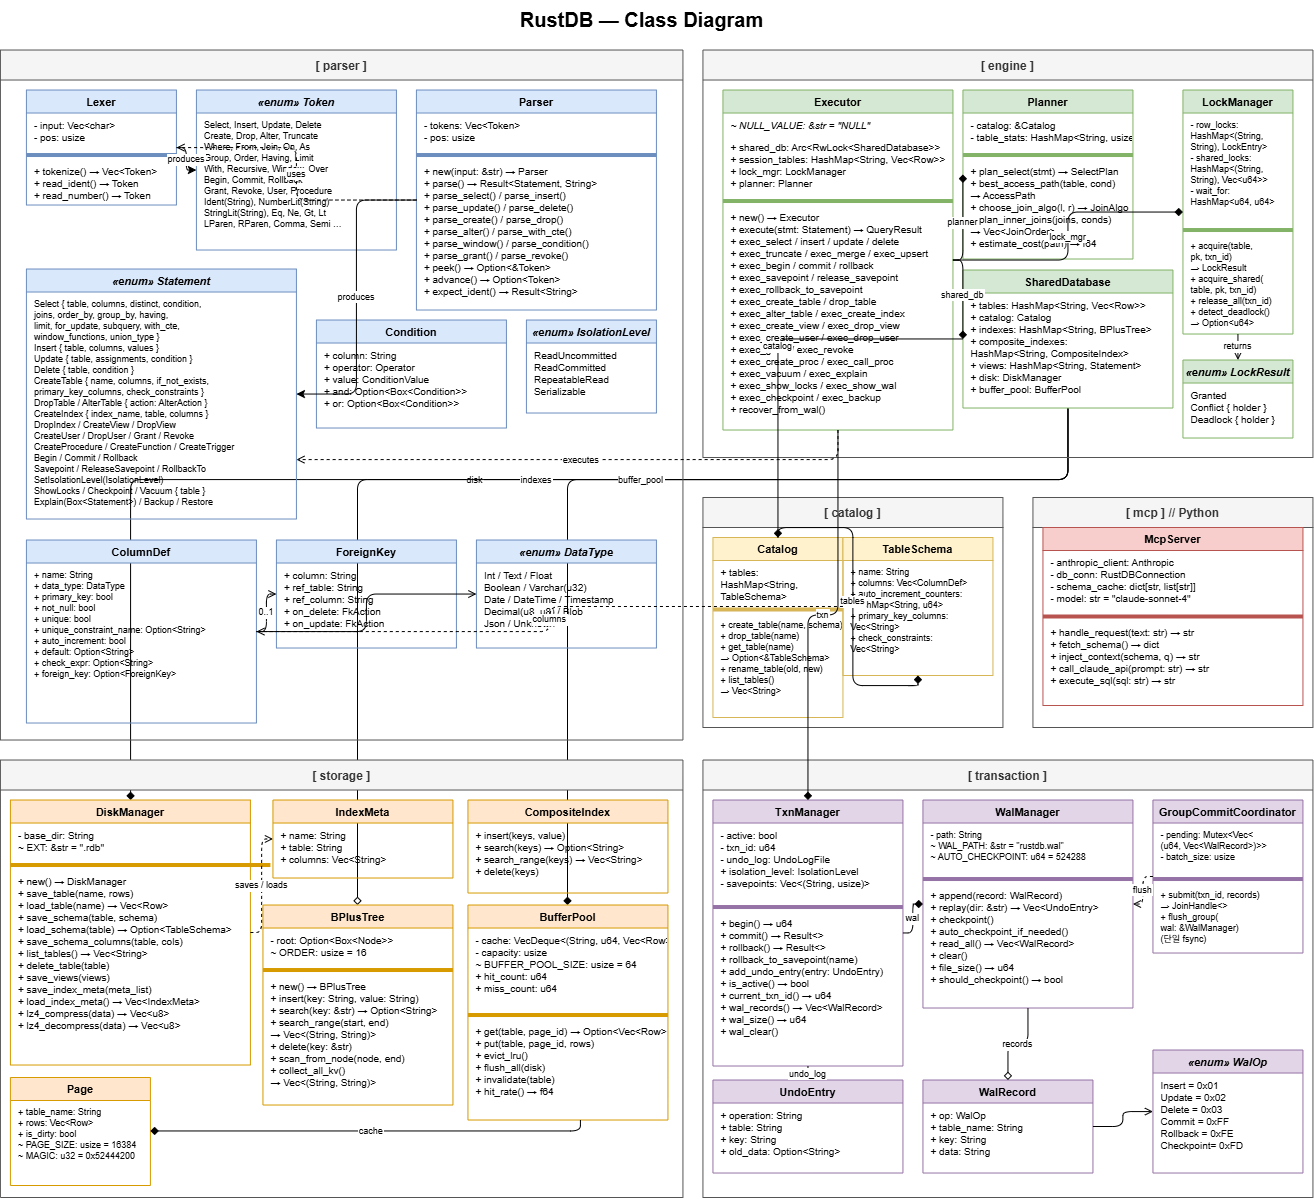 RustDB — Class Diagram
[ parser ]
Lexer
- input: Vec<char>
- pos: usize
+ tokenize() → Vec<Token>
+ read_ident() → Token
+ read_number() → Token
«enum» Token
Select, Insert, Update, Delete
Create, Drop, Alter, Truncate
Where, From, Join, On, As
Group, Order, Having, Limit
With, Recursive, Window, Over
Begin, Commit, Rollback
Grant, Revoke, User, Procedure
Ident(String), NumberLit(String)
StringLit(String), Eq, Ne, Gt, Lt
LParen, RParen, Comma, Semi ...
produces
uses
Parser
- tokens: Vec<Token>
- pos: usize
+ new(input: &str) → Parser
+ parse() → Result<Statement, String>
+ parse_select() / parse_insert()
+ parse_update() / parse_delete()
+ parse_create() / parse_drop()
+ parse_alter() / parse_with_cte()
+ parse_window() / parse_condition()
+ parse_grant() / parse_revoke()
+ peek() → Option<&Token>
+ advance() → Option<Token>
+ expect_ident() → Result<String>
produces
«enum» Statement
Select { table, columns, distinct, condition,
joins, order_by, group_by, having,
limit, for_update, subquery, with_cte,
window_functions, union_type }
Insert { table, columns, values }
Update { table, assignments, condition }
Delete { table, condition }
CreateTable { name, columns, if_not_exists,
primary_key_columns, check_constraints }
DropTable / AlterTable { action: AlterAction }
CreateIndex { index_name, table, columns }
DropIndex / CreateView / DropView
CreateUser / DropUser / Grant / Revoke
CreateProcedure / CreateFunction / CreateTrigger
Begin / Commit / Rollback
Savepoint / ReleaseSavepoint / RollbackTo
SetIsolationLevel(IsolationLevel)
ShowLocks / Checkpoint / Vacuum { table }
Explain(Box<Statement>) / Backup / Restore
Condition
+ column: String
+ operator: Operator
+ value: ConditionValue
+ and: Option<Box<Condition>>
+ or: Option<Box<Condition>>
«enum» IsolationLevel
ReadUncommitted
ReadCommitted
RepeatableRead
Serializable
executes
disk
indexes
buffer_pool
ColumnDef
+ name: String
+ data_type: DataType
+ primary_key: bool
+ not_null: bool
+ unique: bool
+ unique_constraint_name: Option<String>
+ auto_increment: bool
+ default: Option<String>
+ check_expr: Option<String>
+ foreign_key: Option<ForeignKey>
0..1
ForeignKey
+ column: String
+ ref_table: String
+ ref_column: String
+ on_delete: FkAction
+ on_update: FkAction
«enum» DataType
Int / Text / Float
Boolean / Varchar(u32)
Date / DateTime / Timestamp
Decimal(u8, u8) / Blob
Json /
columns
[ engine ]
Executor
~ NULL_VALUE: &str = "NULL"
+ shared_db: Arc<RwLock<SharedDatabase>>
+ session_tables: HashMap<String, Vec<Row>>
+ lock_mgr: LockManager
+ planner: Planner
+ new() → Executor
+ execute(stmt: Statement) → QueryResult
+ exec_select / insert / update / delete
+ exec_truncate / exec_merge / exec_upsert
+ exec_begin / commit / rollback
+ exec_savepoint / release_savepoint
+ exec_rollback_to_savepoint
+ exec_create_table / drop_table
+ exec_alter_table / exec_create_index
+ exec_create_view / exec_drop_view
+ exec_create_user / exec_drop_user
/ exec_revoke
+ exec_create_proc / exec_call_proc
+ exec_vacuum / exec_explain
+ exec_show_locks / exec_show_wal
+ exec_checkpoint / exec_backup
+ recover_from_wal()
catalog
Planner
- catalog: &Catalog
- table_stats: HashMap<String, usize
+ plan_select(stmt) → SelectPlan
+ best_access_path(table, cond)
→ AccessPath
+ choose_join_algo(l, r) → JoinAlgo
+ plan_inner_joins(joins, conds)
→ Vec<JoinOrder>
+ estimate_cost(path) → f64
planner
lock_mgr
shared_db
SharedDatabase
+ tables: HashMap<String, Vec<Row>>
+ catalog: Catalog
+ indexes: HashMap<String, BPlusTree>
+ composite_indexes:
HashMap<String, CompositeIndex>
+ views: HashMap<String, Statement>
+ disk: DiskManager
+ buffer_pool: BufferPool
LockManager
- row_locks:
HashMap<(String,
String), LockEntry>
- shared_locks:
HashMap<(String,
String), Vec<u64>>
- wait_for:
HashMap<u64, u64>
+ acquire(table,
pk, txn_id)
→ LockResult
+ acquire_shared(
table, pk, txn_id)
+ release_all(txn_id)
+ detect_deadlock()
→ Option<u64>
returns
«enum» LockResult
Granted
Conflict { holder }
Deadlock { holder }
[ catalog ]
Catalog
+ tables:
HashMap<String,
TableSchema>
+ create_table(name, schema)
+ drop_table(name)
+ get_table(name)
→ Option<&TableSchema>
+ rename_table(old, new)
+ list_tables()
→ Vec<String>
TableSchema
+ name: String
+ columns: Vec<ColumnDef>
+ auto_increment_counters:
HashMap<String, u64>
+ primary_key_columns:
Vec<String>
+ check_constraints:
Vec<String>
tables
txn
[ mcp ] // Python
McpServer
- anthropic_client: Anthropic
- db_conn: RustDBConnection
- schema_cache: dict[str, list[str]]
- model: str = "claude-sonnet-4"
+ handle_request(text: str) → str
+ fetch_schema() → dict
+ inject_context(schema, q) → str
+ call_claude_api(prompt: str) → str
+ execute_sql(sql: str) → str
[ storage ]
DiskManager
- base_dir: String
~ EXT: &str = ".rdb"
+ new() → DiskManager
+ save_table(name, rows)
+ load_table(name) → Vec<Row>
+ save_schema(table, schema)
+ load_schema(table) → Option<TableSchema>
+ save_schema_columns(table, cols)
+ list_tables() → Vec<String>
+ delete_table(table)
+ save_views(views)
+ save_index_meta(meta_list)
+ load_index_meta() → Vec<IndexMeta>
+ lz4_compress(data) → Vec<u8>
+ lz4_decompress(data) → Vec<u8>
saves / loads
IndexMeta
+ name: String
+ table: String
+ columns: Vec<String>
CompositeIndex
+ insert(keys, value)
+ search(keys) → Option<String>
+ search_range(keys) → Vec<String>
+ delete(keys)
BPlusTree
- root: Option<Box<Node>>
~ ORDER: usize = 16
+ new() → BPlusTree
+ insert(key: String, value: String)
+ search(key: &str) → Option<String>
+ search_range(start, end)
→ Vec<(String, String)>
+ delete(key: &str)
+ scan_from_node(node, end)
+ collect_all_kv()
→ Vec<(String, String)>
BufferPool
- cache: VecDeque<(String, u64, Vec<Row>
- capacity: usize
~ BUFFER_POOL_SIZE: usize = 64
+ hit_count: u64
+ miss_count: u64
+ get(table, page_id) → Option<Vec<Row>
+ put(table, page_id, rows)
+ evict_lru()
+ flush_all(disk)
+ invalidate(table)
+ hit_rate() → f64
Page
+ table_name: String
+ rows: Vec<Row>
+ is_dirty: bool
~ PAGE_SIZE: usize = 16384
~ MAGIC: u32 = 0x52444200
cache
[ transaction ]
TxnManager
- active: bool
- txn_id: u64
- undo_log: UndoLogFile
+ isolation_level: IsolationLevel
- savepoints: Vec<(String, usize)>
+ begin() → u64
+ commit() → Result<>
+ rollback() → Result<>
+ rollback_to_savepoint(name)
+ add_undo_entry(entry: UndoEntry)
+ is_active() → bool
+ current_txn_id() → u64
+ wal_records() → Vec<WalRecord>
+ wal_size() → u64
+ wal_clear()
wal
WalManager
- path: String
~ WAL_PATH: &str = "rustdb.wal"
~ AUTO_CHECKPOINT: u64 = 524288
+ append(record: WalRecord)
+ replay(dir: &str) → Vec<UndoEntry>
+ checkpoint()
+ auto_checkpoint_if_needed()
+ read_all() → Vec<WalRecord>
+ clear()
+ file_size() → u64
+ should_checkpoint() → bool
flush
GroupCommitCoordinator
- pending: Mutex<Vec<
(u64, Vec<WalRecord>)>>
- batch_size: usize
+ submit(txn_id, records)
→ JoinHandle<>
+ flush_group(
wal: &WalManager)
(단일 fsync)
undo_log
records
UndoEntry
+ operation: String
+ table: String
+ key: String
+ old_data: Option<String>
WalRecord
+ op: WalOp
+ table_name: String
+ key: String
+ data: String
«enum» WalOp
Insert = 0x01
Update = 0x02
Delete = 0x03
Commit = 0xFF
Rollback = 0xFE
Checkpoint= 0xFD